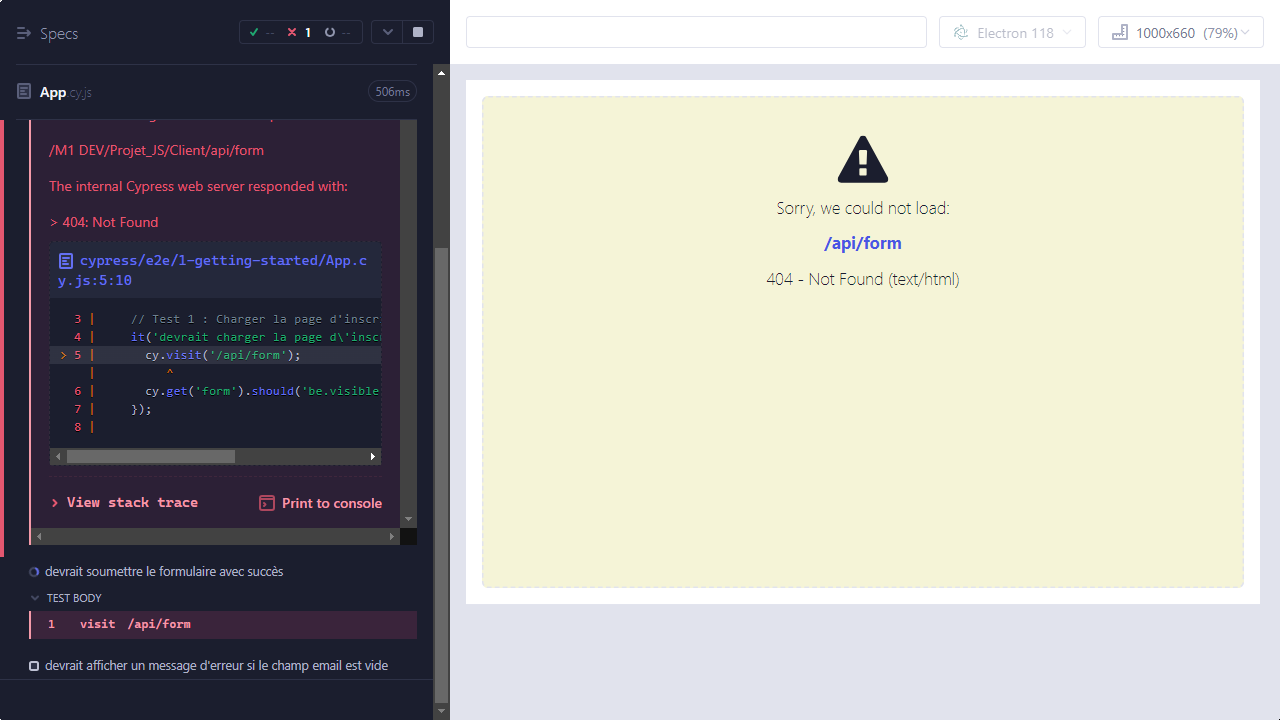 Specs
--
1
--
App.cy.js
506ms
/M1 DEV/Projet_JS/Client/api/form
The internal Cypress web server responded with:
> 404: Not Found
cypress/e2e/1-getting-started/App.c
y.js:5:10
3 | // Test 1 : Charger la page d'inscr
4 | it('devrait charger la page d\'insc
> 5 | cy.visit('/api/form');
| ^
6 | cy.get('form').should('be.visible
7 | });
8 |
> View stack trace
Print to console
devrait soumettre le formulaire avec succès
TEST BODY
1 visit /api/form
devrait afficher un message d'erreur si le champ email est vide
Electron 118
1000x660 (79%)
Sorry, we could not load:
/api/form
404 - Not Found (text/html)